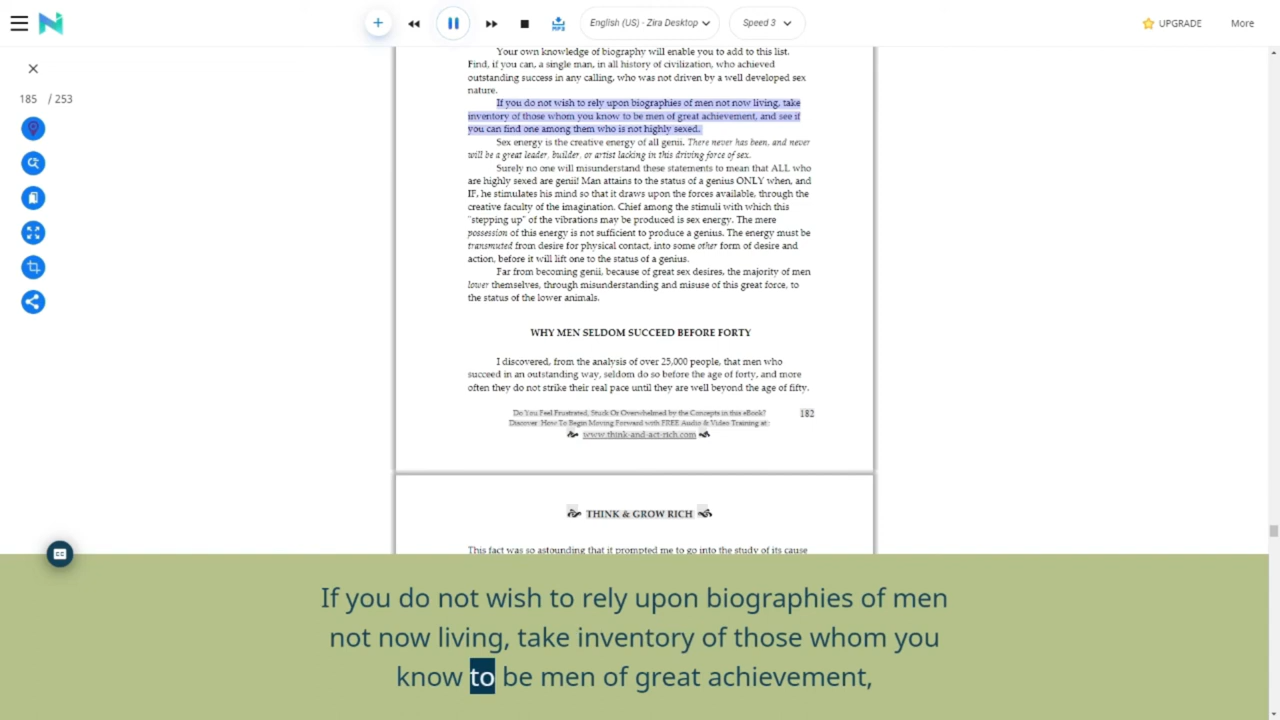 English (US) - Zira Desktop
Speed 3
UPGRADE
More
185 / 253
Your own knowledge of biography will enable you to add to this list.
Find, if you can, a single man, in all history of civilization, who achieved
outstanding success in any calling, who was not driven by a well developed sex
nature.
If you do not wish to rely upon biographies of men not now living, take
inventory of those whom you know to be men of great achievement, and see if
you can find one among them who is not highly sexed.
Sex energy is the creative energy of all genii. There never has been, and never
will be a great leader, builder, or artist lacking in this driving force of sex.
Surely no one will misunderstand these statements to mean that ALL who
are highly sexed are genii! Man attains to the status of a genius ONLY when, and
IF, he stimulates his mind so that it draws upon the forces available, through the
creative faculty of the imagination. Chief among the stimuli with which this
"stepping up" of the vibrations may be produced is sex energy. The mere
possession of this energy is not sufficient to produce a genius. The energy must be
transmuted from desire for physical contact, into some other form of desire and
action, before it will lift one to the status of a genius.
Far from becoming genii, because of great sex desires, the majority of men
lower themselves, through misunderstanding and misuse of this great force, to
the status of the lower animals.
WHY MEN SELDOM SUCCEED BEFORE FORTY
I discovered, from the analysis of over 25,000 people, that men who
succeed in an outstanding way, seldom do so before the age of forty, and more
often they do not strike their real pace until they are well beyond the age of fifty.
Do You Feel Frustrated, Stuck Or Overwhelmed by the Concepts in this eBook? 182
Discover How To Begin Moving Forward with FREE Audio & Video Training at:
www.think-and-act-rich.com
THINK & GROW RICH
This fact was so astounding that it prompted me to go into the study of its cause
CC
If you do not wish to rely upon biographies of men
not now living, take inventory of those whom you
know to be men of great achievement,